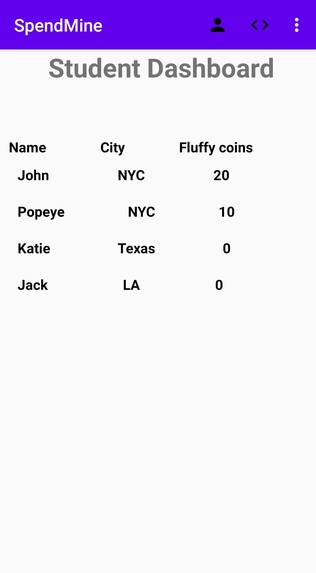 SpendMine
Student Dashboard
Name City Fluffy coins
John NYC 20
Popeye NYC 10
Katie Texas 0
Jack LA 0